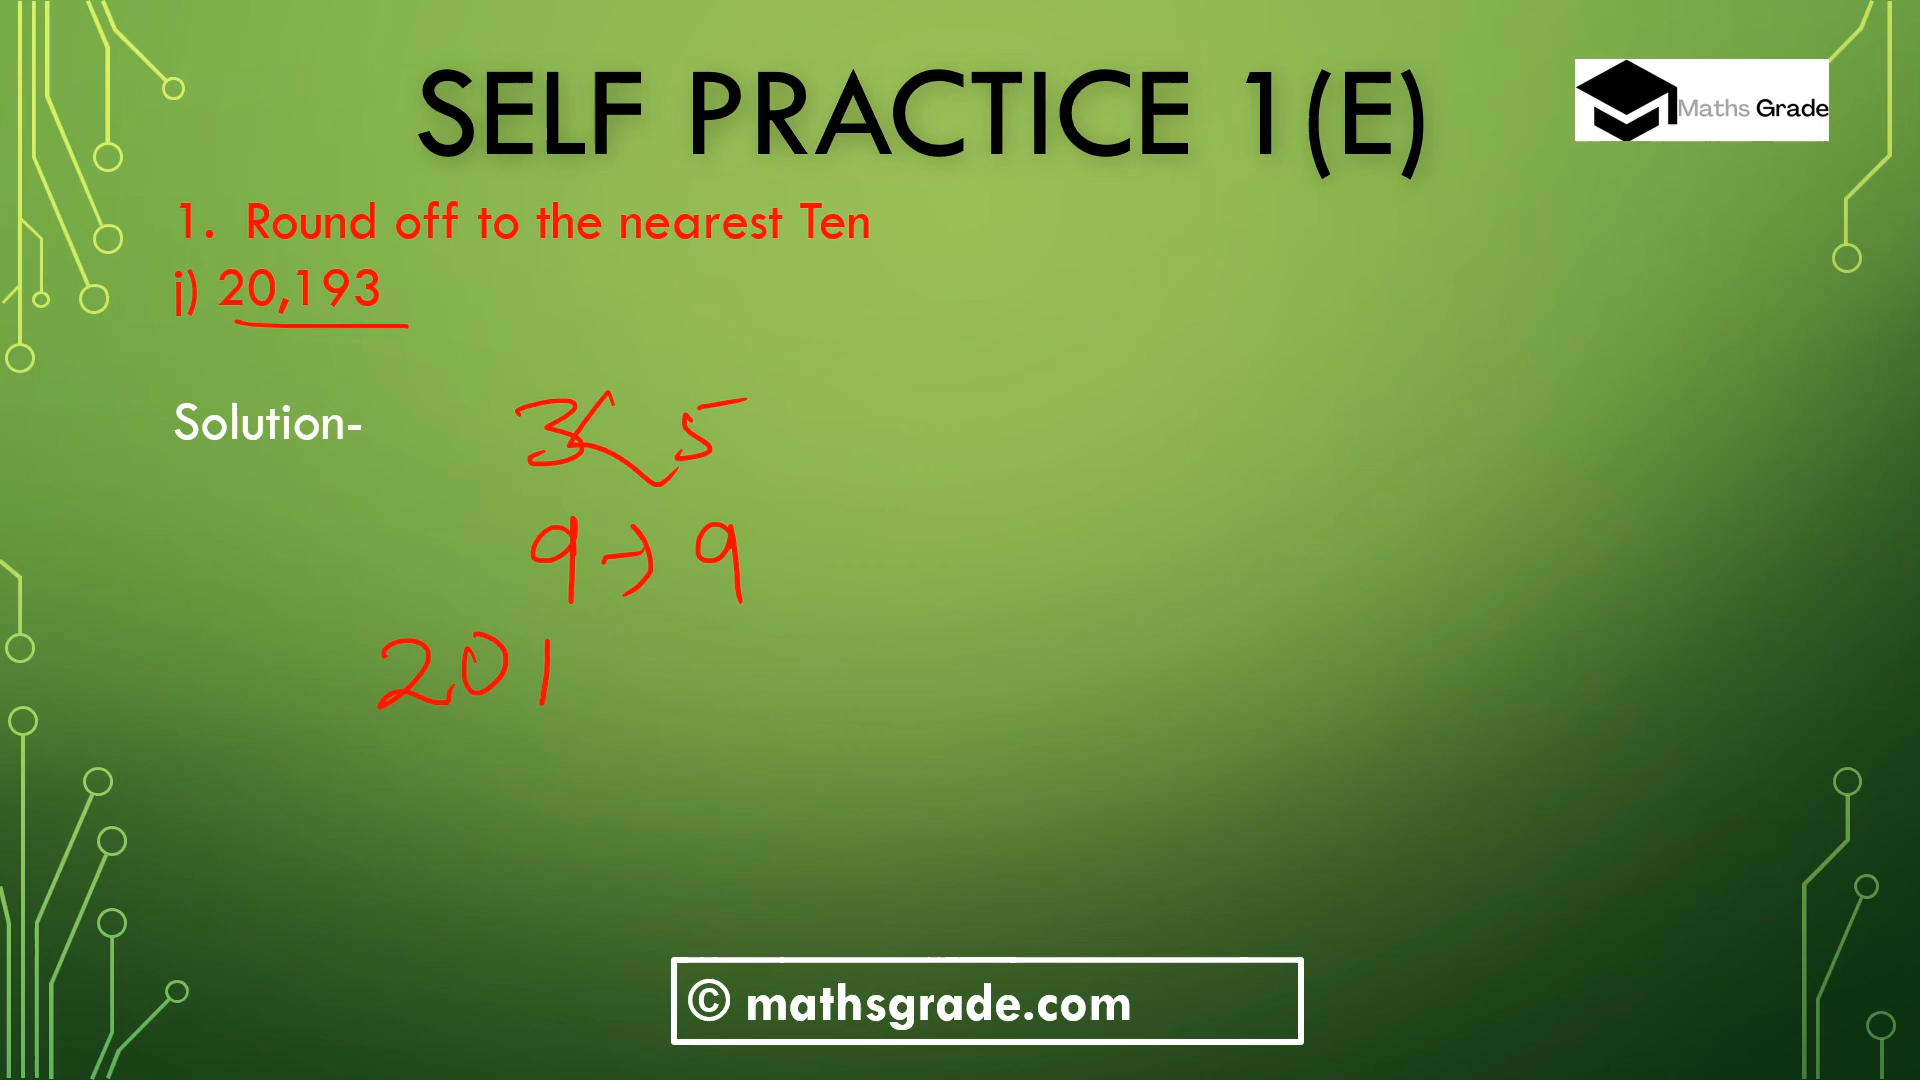 SELF PRACTICE 1(E)
Maths Grade
1. Round off to the nearest Ten
j) 20,193
Solution-
3 < 5
9 → 9
201
© mathsgrade.com